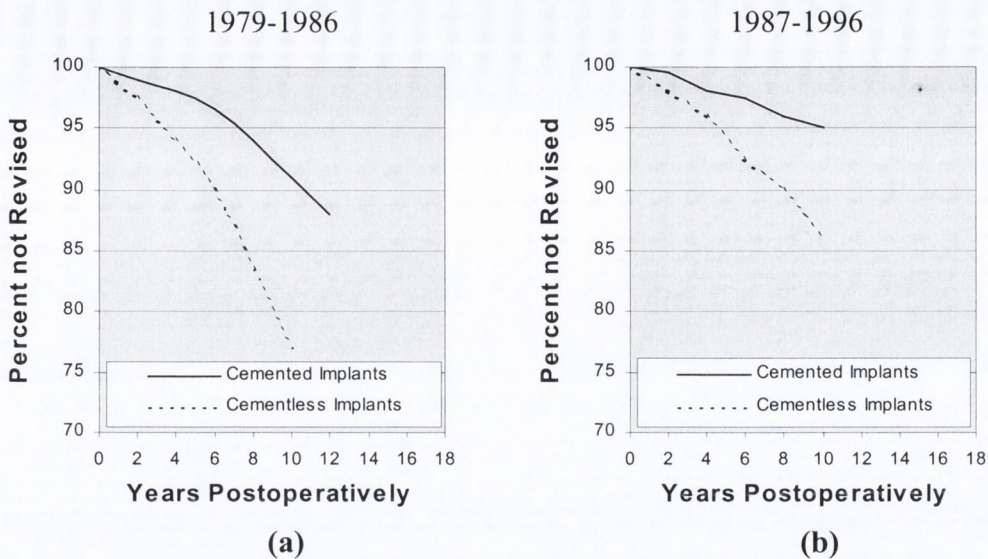 1979-1986
Percent not Revised
100
95
90
85
80
75
70
Cemented Implants
Cementless Implants
0 2 4 6 8 10 12 14 16 18
Years Postoperatively
(a)
1987-1996
Percent not Revised
100
95
90
85
80
75
70
Cemented Implants
Cementless Implants
0 2 4 6 8 10 12 14 16 18
Years Postoperatively
(b)